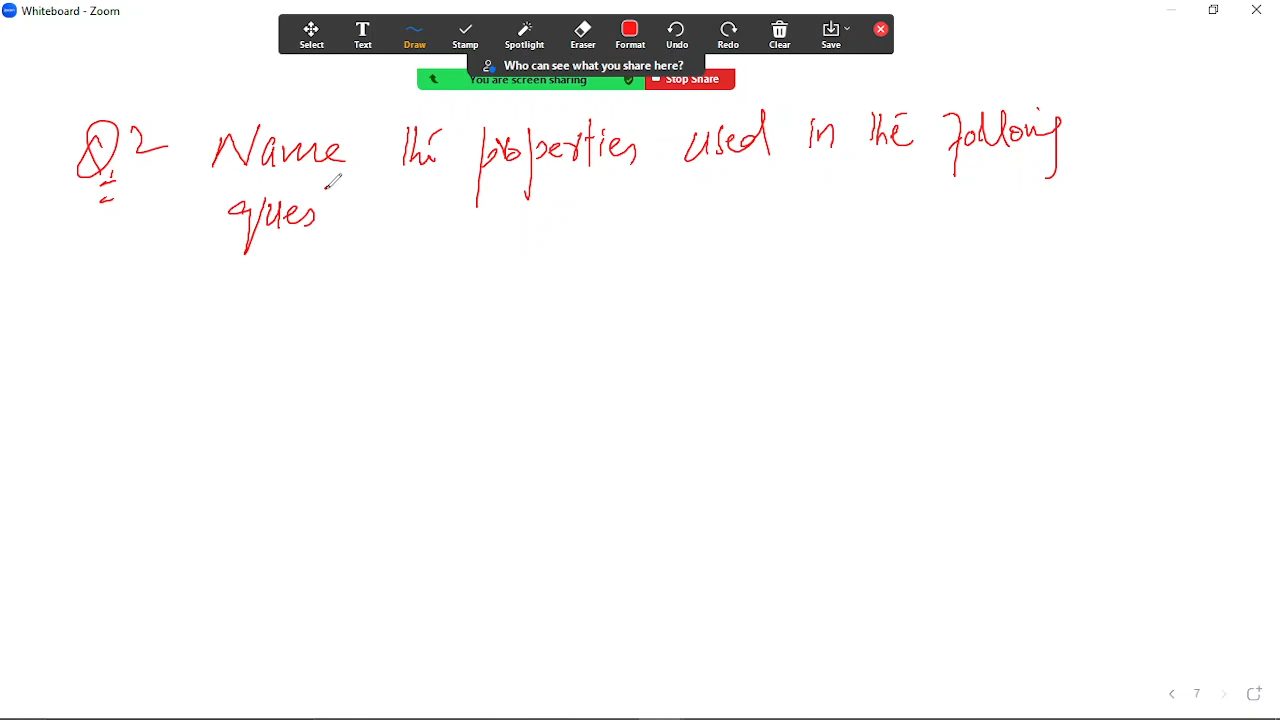 Whiteboard - Zoom
Select Text Draw Stamp Spotlight Eraser Format Undo Redo Clear Save
Who can see what you share here?
You are screen sharing Stop Share
Q2 Name the properties used in the following
ques
7